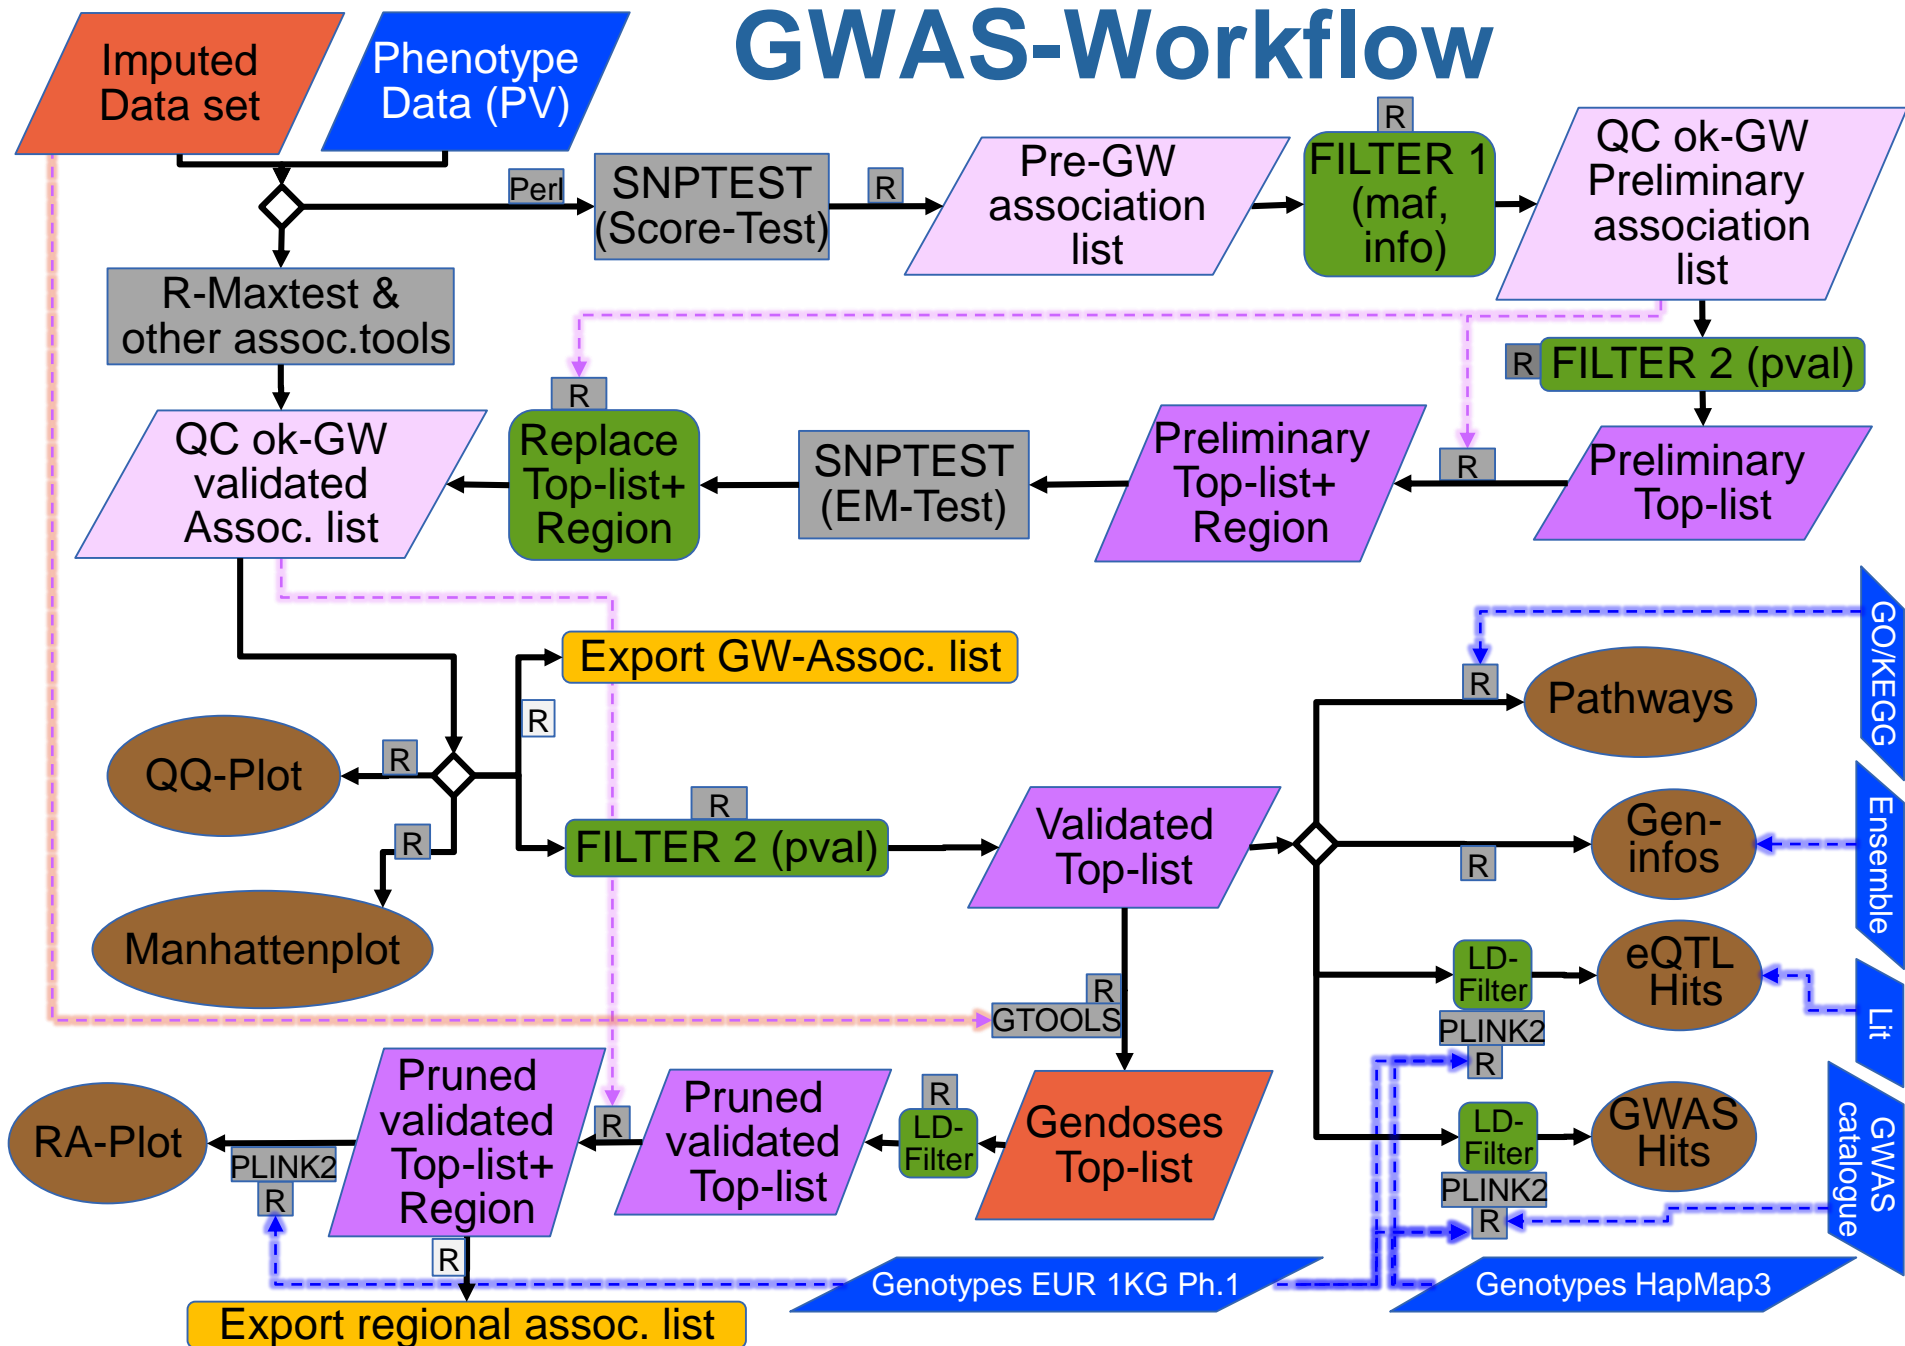 GWAS-Workflow
Imputed
Data set
Phenotype
Data (PV)
Perl
SNPTEST
(Score-Test)
R
Pre-GW
association
list
R
FILTER 1
(maf,
info)
QC ok-GW
Preliminary
association
list
R-Maxtest &
other assoc.tools
R
FILTER 2 (pval)
QC ok-GW
validated
Assoc. list
R
Replace
Top-list+
Region
SNPTEST
(EM-Test)
Preliminary
Top-list+
Region
R
Preliminary
Top-list
Export GW-Assoc. list
R
QQ-Plot
R
R
Manhattenplot
R
FILTER 2 (pval)
Validated
Top-list
R
Pathways
GO/KEGG
R
Gen-
infos
Ensemble
LD-
Filter
PLINK2
R
eQTL
Hits
Lit
R
GTOOLS
LD-
Filter
PLINK2
R
GWAS
Hits
GWAS
catalogue
RA-Plot
PLINK2
R
Pruned
validated
Top-list+
Region
R
Pruned
validated
Top-list
R
LD-
Filter
Gendoses
Top-list
R
Export regional assoc. list
Genotypes EUR 1KG Ph.1
Genotypes HapMap3